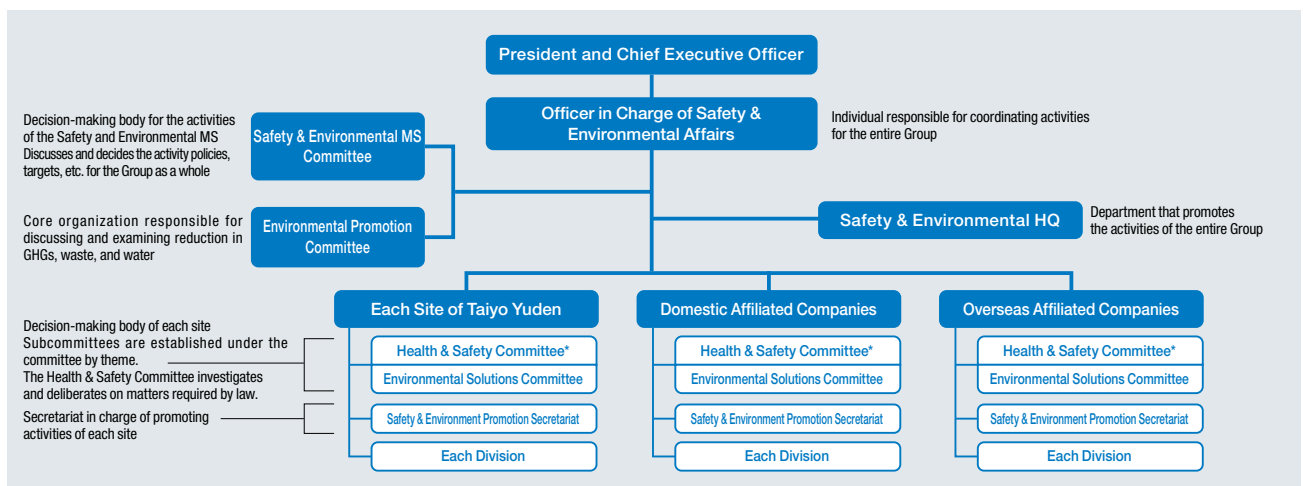 President and Chief Executive Officer
Officer in Charge of Safety &
Environmental Affairs
Individual responsible for coordinating activities
for the entire Group
Decision-making body for the activities
of the Safety and Environmental MS
Discusses and decides the activity policies,
targets, etc. for the Group as a whole
Safety & Environmental MS
Committee
Core organization responsible for
discussing and examining reduction in
GHGs, waste, and water
Environmental Promotion
Committee
Safety & Environmental HQ
Department that promotes
the activities of the entire Group
Decision-making body of each site
Subcommittees are established under the
committee by theme.
The Health & Safety Committee investigates
and deliberates on matters required by law.
Secretariat in charge of promoting
activities of each site
Each Site of Taiyo Yuden
Health & Safety Committee*
Environmental Solutions Committee
Safety & Environment Promotion Secretariat
Each Division
Domestic Affiliated Companies
Health & Safety Committee*
Environmental Solutions Committee
Safety & Environment Promotion Secretariat
Each Division
Overseas Affiliated Companies
Health & Safety Committee*
Environmental Solutions Committee
Safety & Environment Promotion Secretariat
Each Division